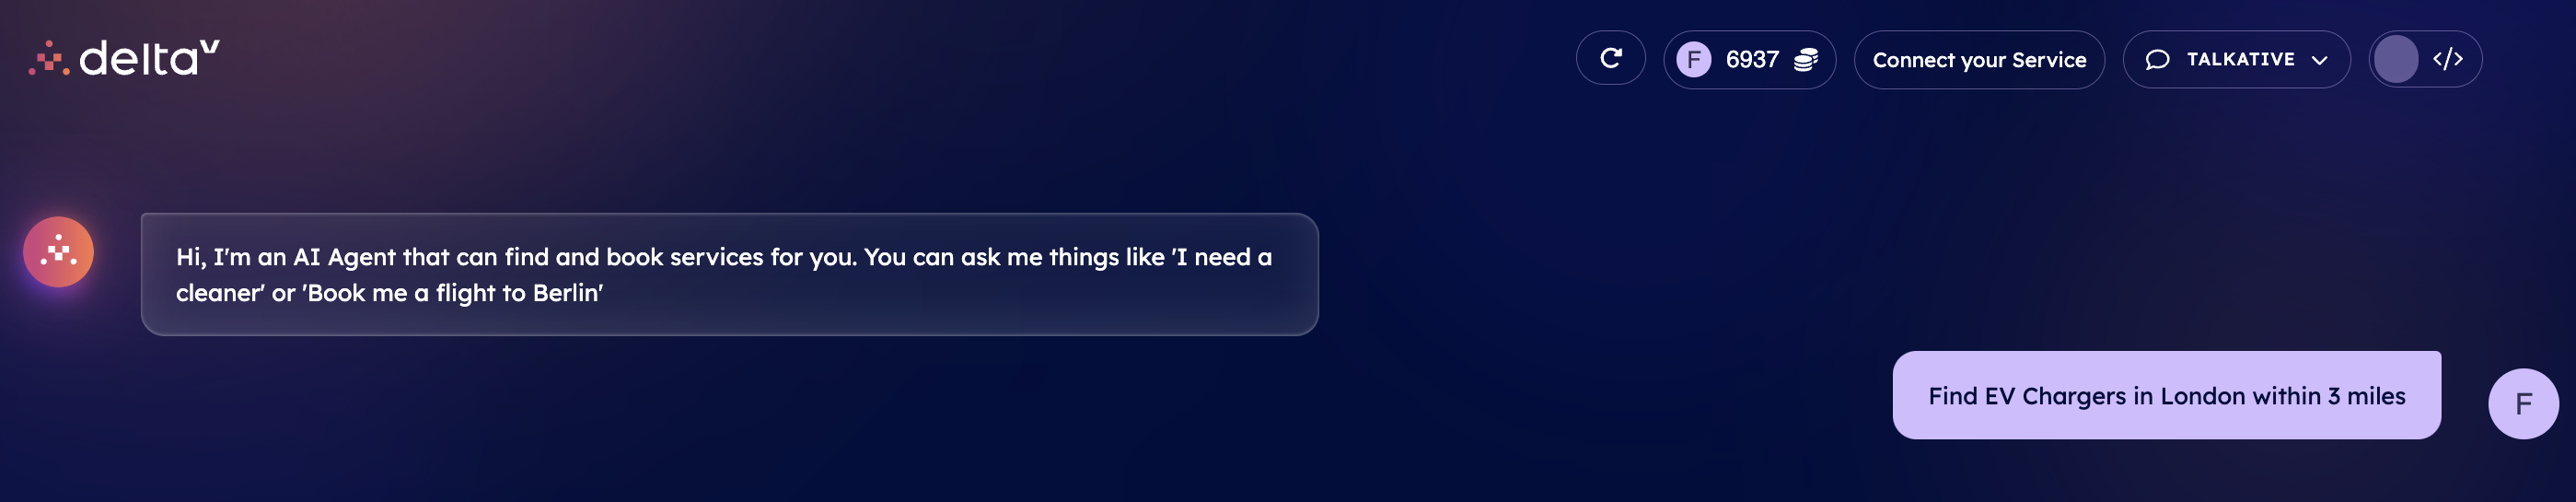 deltaV
F 6937
Connect your Service
TALKATIVE
</>
Hi, I'm an AI Agent that can find and book services for you. You can ask me things like 'I need a
cleaner' or 'Book me a flight to Berlin'
Find EV Chargers in London within 3 miles
F